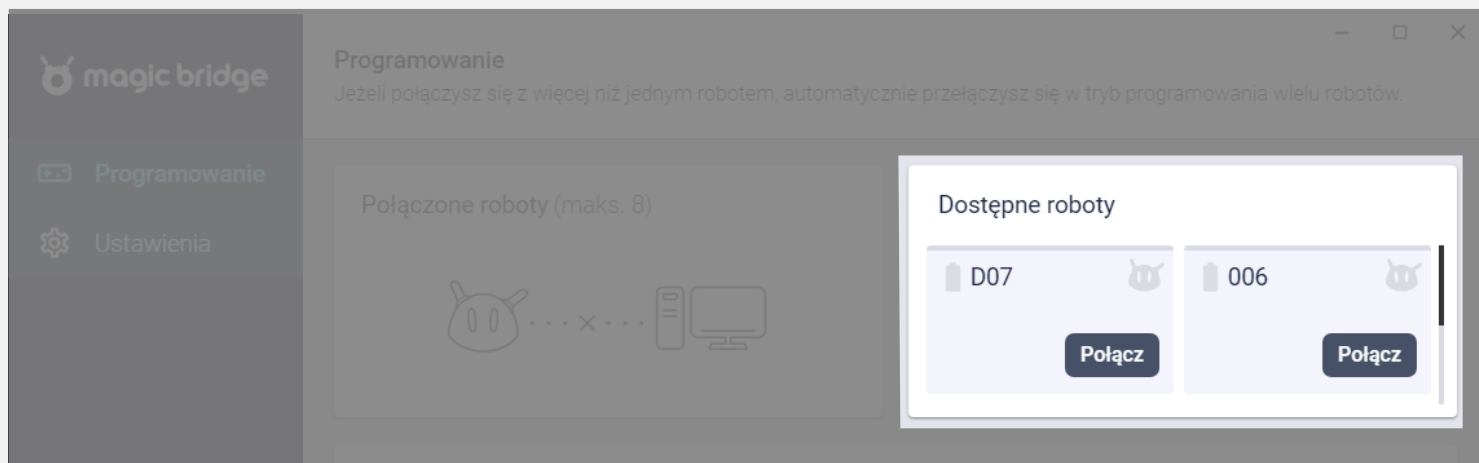 magic bridge
Programowanie
Ustawienia
Programowanie
Jeżeli połączysz się z więcej niż jednym robotem, automatycznie przełączysz się w tryb programowania wielu robotów.
Połączone roboty (maks. 8)
Dostępne roboty
D07
006
Połącz
Połącz